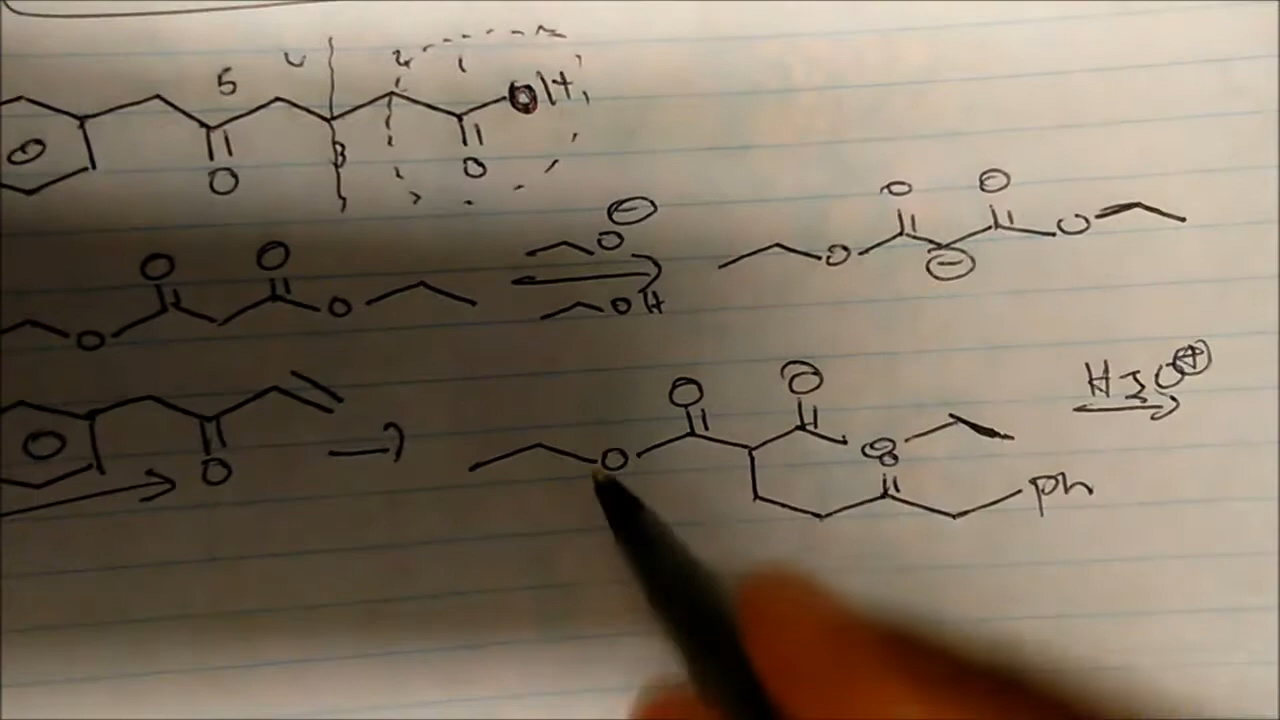 5 4 2 1 OH
3
O O
⊖
O O O O O
O O O ⊖
OH
O O O H3O⊕
O O O
O Ph